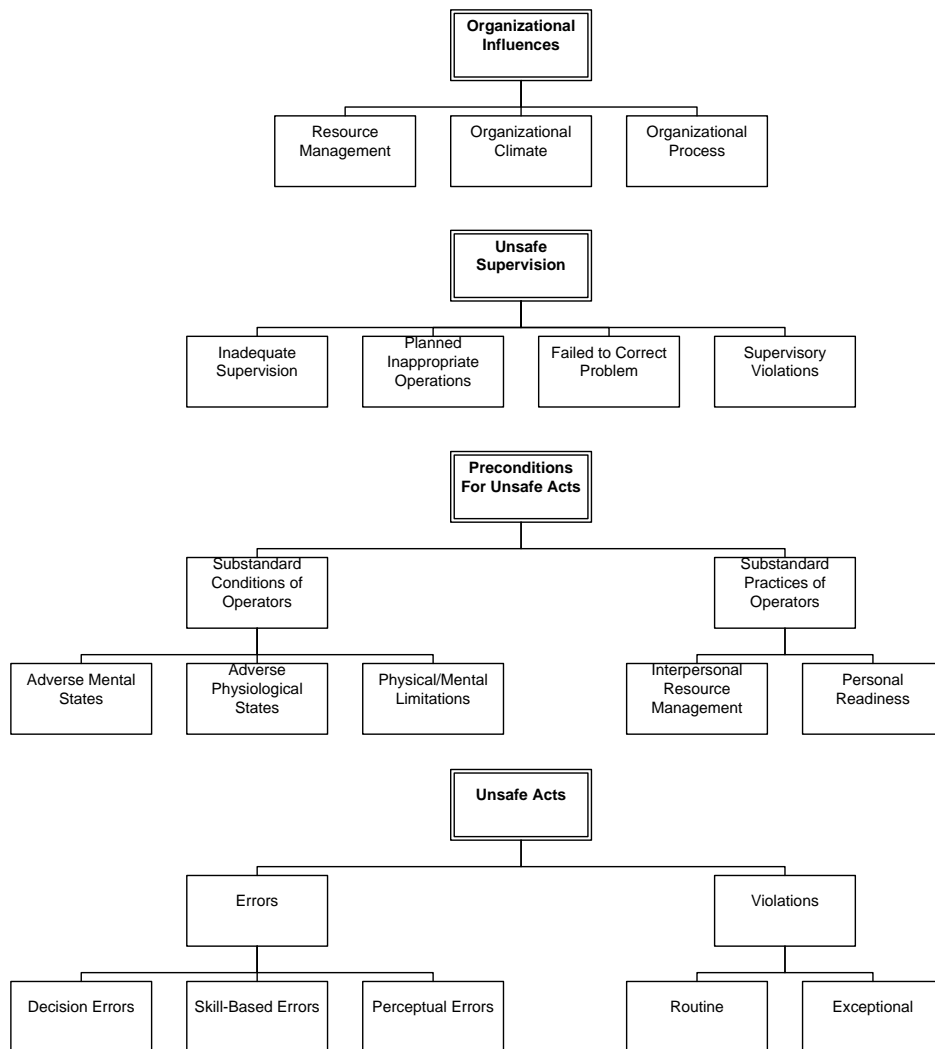 Organizational
Influences
Resource
Management
Organizational
Climate
Organizational
Process
Unsafe
Supervision
Inadequate
Supervision
Planned
Inappropriate
Operations
Failed to Correct
Problem
Supervisory
Violations
Preconditions
For Unsafe Acts
Substandard
Conditions of
Operators
Substandard
Practices of
Operators
Adverse Mental
States
Adverse
Physiological
States
Physical/Mental
Limitations
Interpersonal
Resource
Management
Personal
Readiness
Unsafe Acts
Errors
Violations
Decision Errors
Skill-Based Errors
Perceptual Errors
Routine
Exceptional